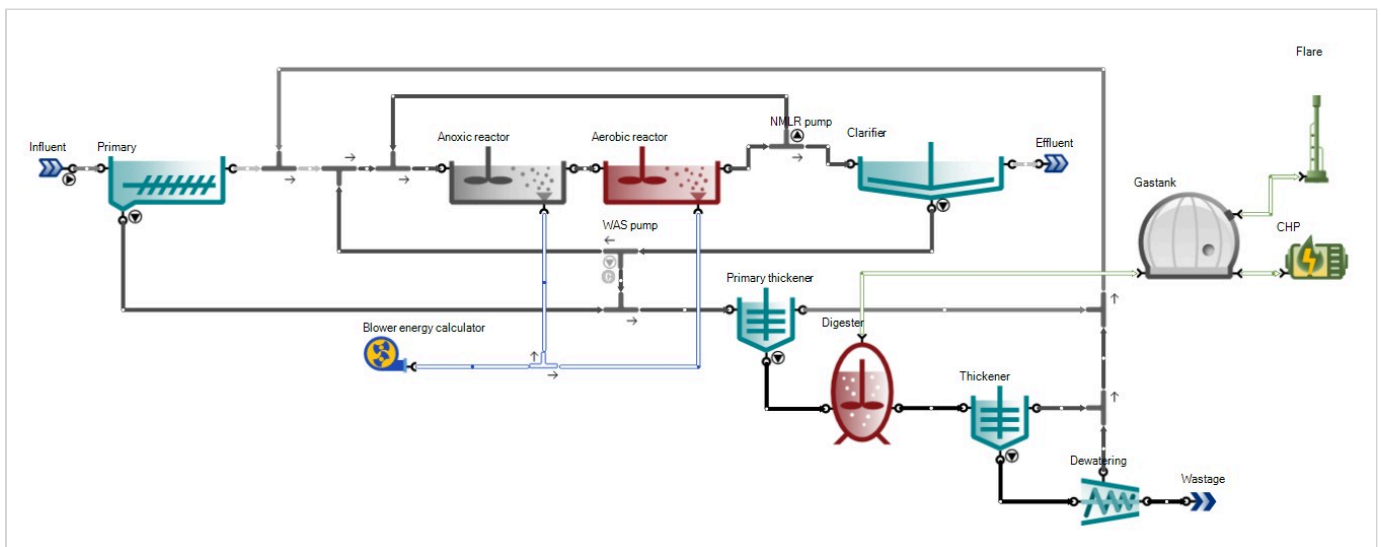 Flare
NMLR pump
Anoxic reactor
Aerobic reactor
Clarifier
Influent
Primary
Effluent
Gastank
WAS pump
CHP
C
Primary thickener
Digester
Blower energy calculator
Thickener
Dewatering
Wastage